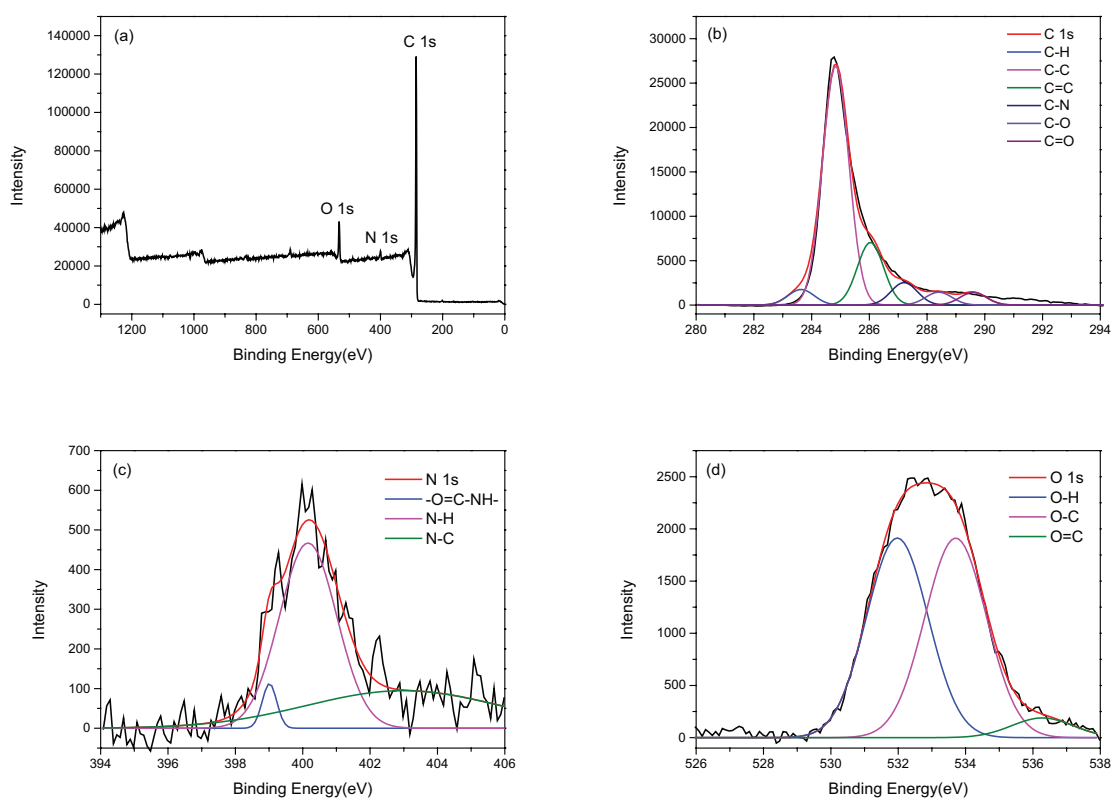 (a)
C 1s
O 1s
N 1s
Intensity
140000
120000
100000
80000
60000
40000
20000
0
1200
1000
800
600
400
200
0
Binding Energy(eV)
(b)
C 1s
C-H
C-C
C=C
C-N
C-O
C=O
Intensity
30000
25000
20000
15000
10000
5000
0
280
282
284
286
288
290
292
294
Binding Energy(eV)
(c)
N 1s
-O=C-NH-
N-H
N-C
Intensity
700
600
500
400
300
200
100
0
394
396
398
400
402
404
406
Binding Energy(eV)
(d)
O 1s
O-H
O-C
O=C
Intensity
2500
2000
1500
1000
500
0
526
528
530
532
534
536
538
Binding Energy(eV)